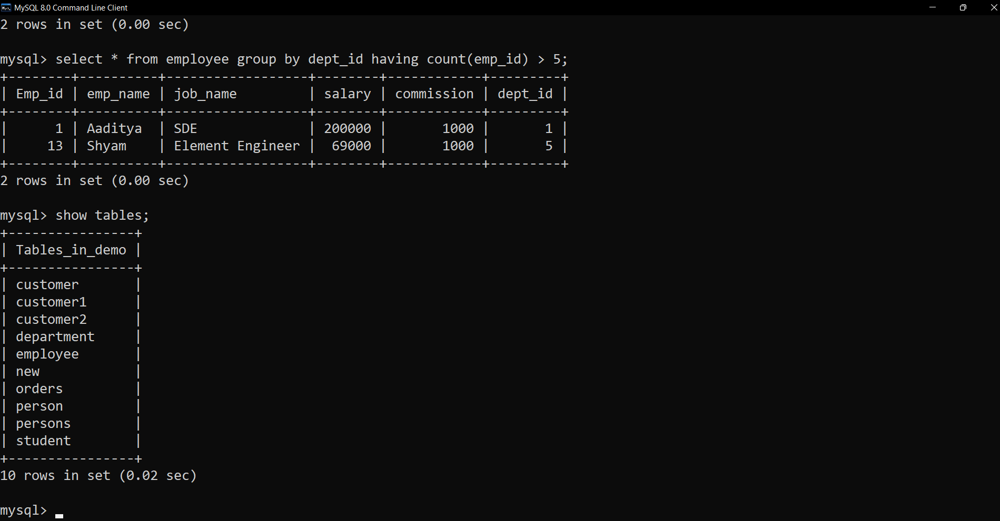 MySQL 8.0 Command Line Client
2 rows in set (0.00 sec)
mysql> select * from employee group by dept_id having count(emp_id) > 5;
+--------+----------+------------------+--------+------------+---------+
| Emp_id | emp_name | job_name         | salary | commission | dept_id |
+--------+----------+------------------+--------+------------+---------+
|      1 | Aaditya  | SDE              | 200000 |       1000 |       1 |
|     13 | Shyam    | Element Engineer |  69000 |       1000 |       5 |
+--------+----------+------------------+--------+------------+---------+
2 rows in set (0.00 sec)
mysql> show tables;
+----------------+
| Tables_in_demo |
+----------------+
| customer       |
| customer1      |
| customer2      |
| department     |
| employee       |
| new            |
| orders         |
| person         |
| persons        |
| student        |
+----------------+
10 rows in set (0.02 sec)
mysql>